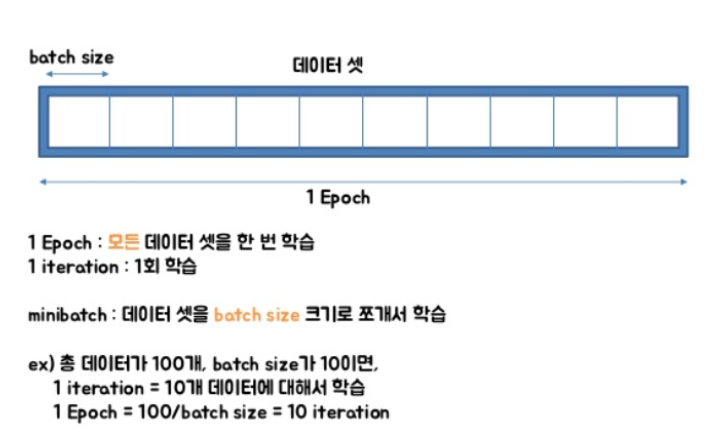 batch size
데이터 셋
1 Epoch
1 Epoch : 모든 데이터 셋을 한 번 학습
1 iteration : 1회 학습
minibatch : 데이터 셋을 batch size 크기로 쪼개서 학습
ex) 총 데이터가 100개, batch size가 10이면,
1 iteration = 10개 데이터에 대해서 학습
1 Epoch = 100/batch size = 10 iteration